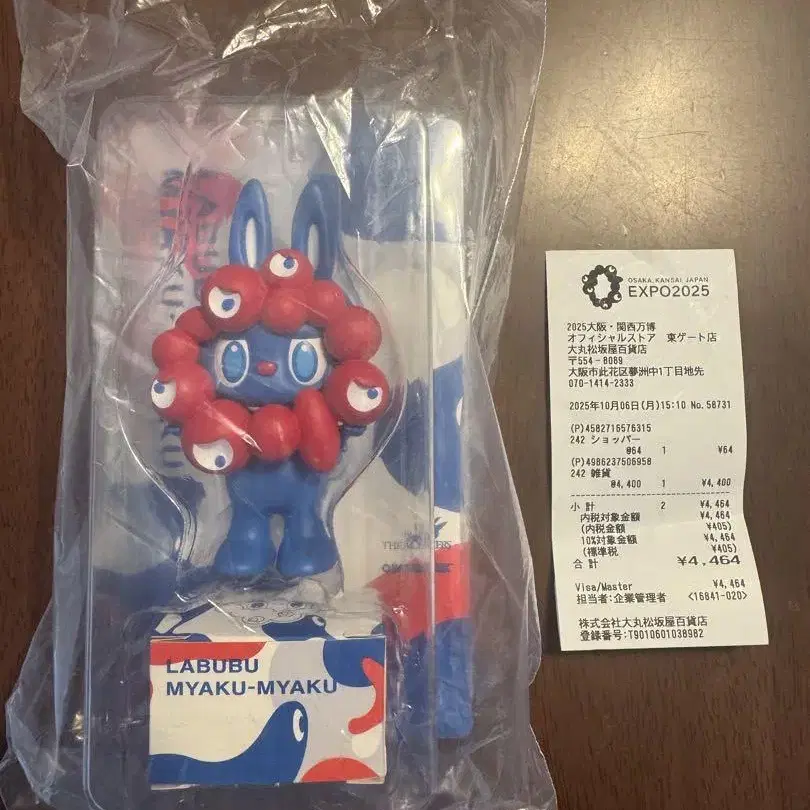 LABUBU
MYAKU-MYAKU
OSAKA, KANSAI, JAPAN
EXPO2025
2025大阪・関西万博
オフィシャルストア 東ゲート店
大丸松坂屋百貨店
〒554-8089
大阪市此花区夢洲中1丁目地先
070-1414-2333
2025年10月06日(月)15:10 No.58731
(P)4582716576315
242 ショッパー
@64 1 ¥64
(P)4986237506958
242 雑貨
@4,400 1 ¥4,400
小 計 2 ¥4,464
内税対象金額 ¥4,464
(内税金額 ¥405)
10%対象金額 ¥4,464
(標準税 ¥405)
合 計 ¥4,464
Visa/Master ¥4,464
担当者:企業管理者 <16841-020>
株式会社大丸松坂屋百貨店
登録番号:T9010601038982